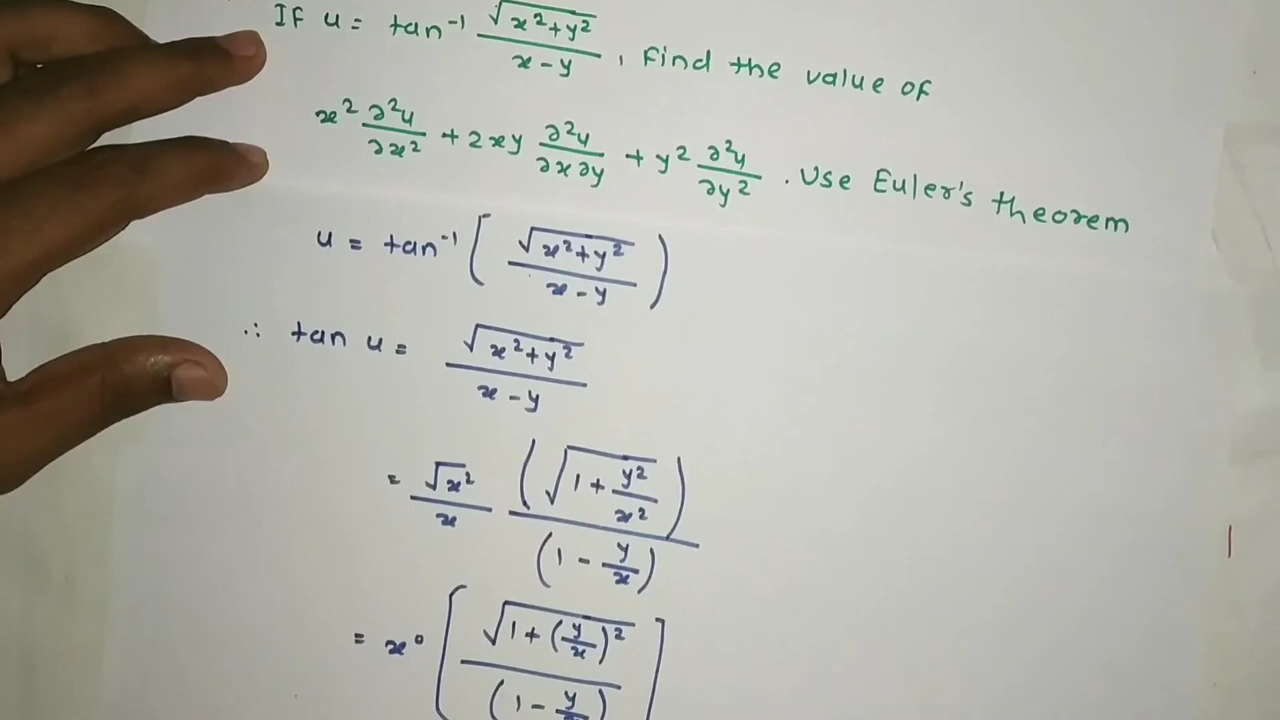 If u = tan⁻¹ √(x²+y²)/(x-y), Find the value of
x² ∂²u/∂x² + 2xy ∂²u/∂x∂y + y² ∂²u/∂y². Use Euler's theorem
u = tan⁻¹ ( √(x²+y²)/(x-y) )
∴ tan u = √(x²+y²)/(x-y)
= √x²/x (√(1+y²/x²))/(1-y/x)
= x⁰ [ √(1+(y/x)²)/(1-y/x) ]